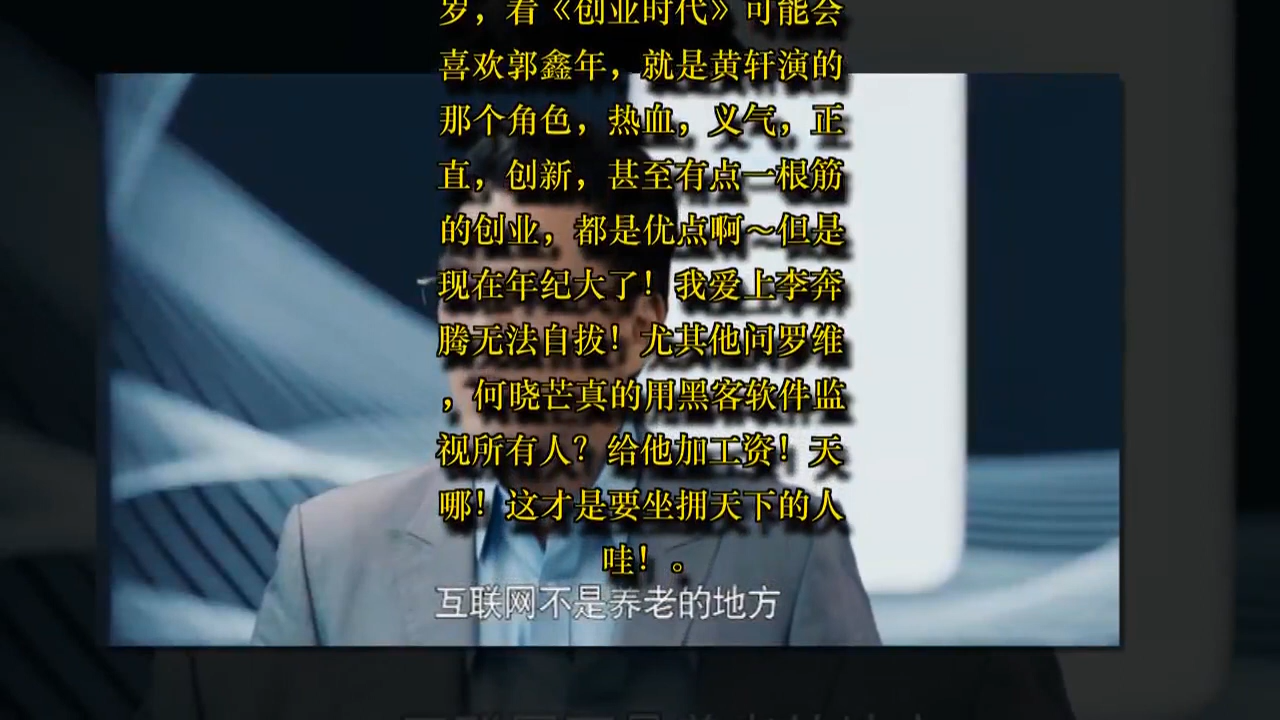 岁，看《创业时代》可能会
喜欢郭鑫年，就是黄轩演的
那个角色，热血，义气，正
直，创新，甚至有点一根筋
的创业，都是优点啊～但是
现在年纪大了！我爱上李奔
腾无法自拔！尤其他问罗维
，何晓芒真的用黑客软件监
视所有人？给他加工资！天
哪！这才是要坐拥天下的人
哇！。
互联网不是养老的地方